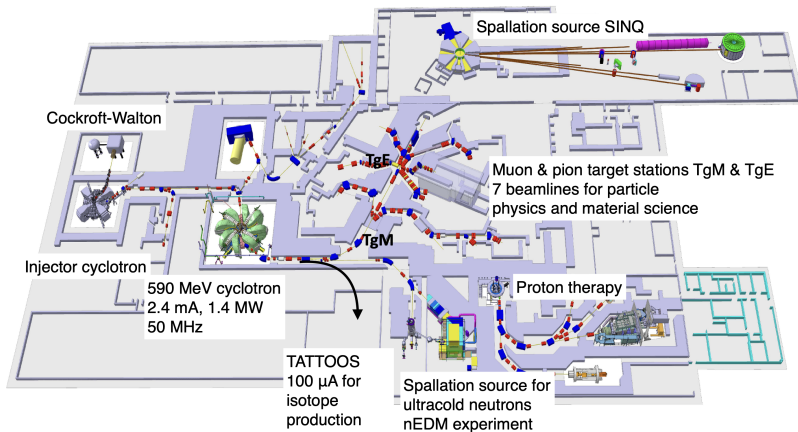 Spallation source SINQ
Cockroft-Walton
TgE
Muon & pion target stations TgM & TgE
7 beamlines for particle
physics and material science
TgM
Injector cyclotron
590 MeV cyclotron
2.4 mA, 1.4 MW
50 MHz
Proton therapy
TATTOOS
100 µA for
isotope
production
Spallation source for
ultracold neutrons
nEDM experiment